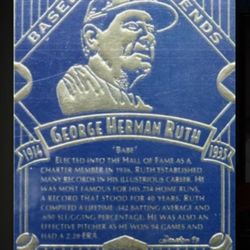 BASEBALL LEGENDS
GEORGE HERMAN RUTH
1914 1935
"BABE"
ELECTED INTO THE HALL OF FAME AS A
CHARTER MEMBER IN 1936, RUTH ESTABLISHED
MANY RECORDS IN HIS ILLUSTRIOUS CAREER. HE
WAS MOST FAMOUS FOR HIS 714 HOME RUNS,
A RECORD THAT STOOD FOR 40 YEARS. RUTH
COMPILED A LIFETIME .342 BATTING AVERAGE AND
.690 SLUGGING PERCENTAGE. HE WAS ALSO AN
EFFECTIVE PITCHER AS HE WON 94 GAMES AND
HAD A 2.28 ERA.